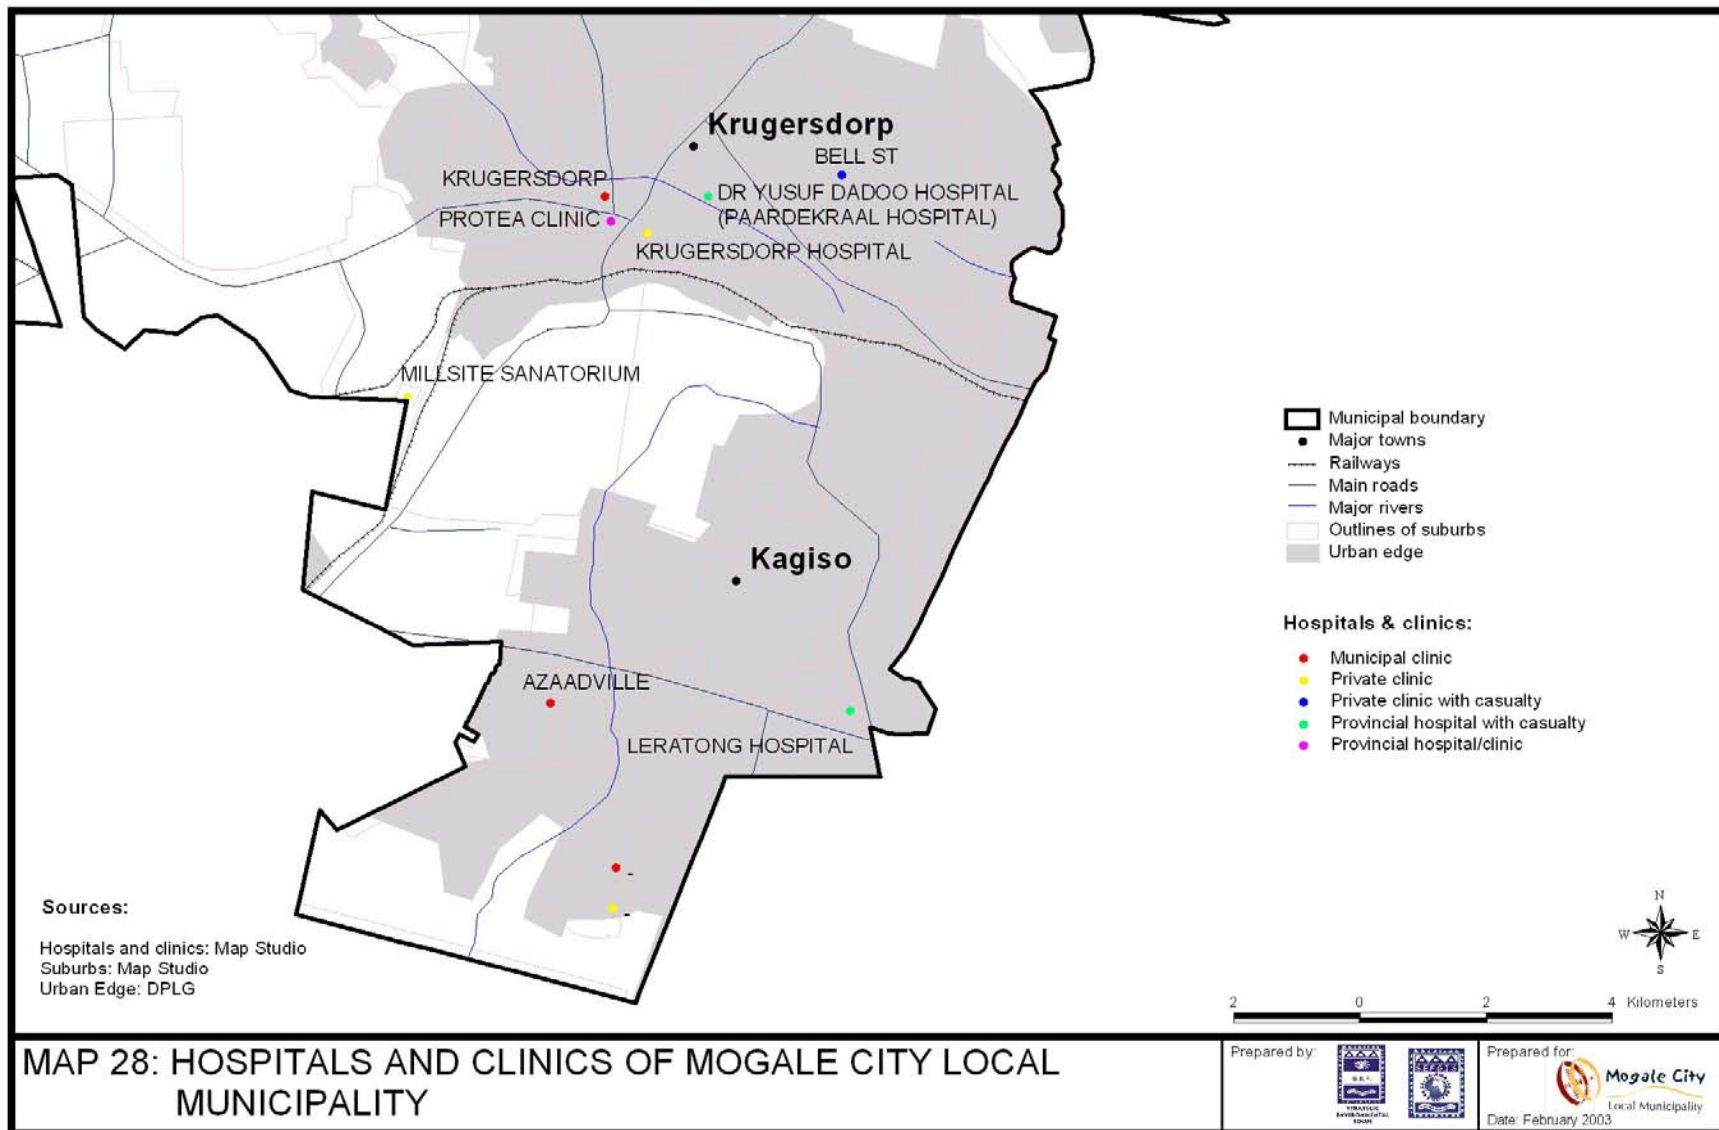 Krugersdorp
BELL ST
KRUGERSDORP
DR YUSUF DADOO HOSPITAL
(PAARDEKRAAL HOSPITAL)
PROTEA CLINIC
KRUGERSDORP HOSPITAL
MILLSITE SANATORIUM
Kagiso
AZAADVILLE
LERATONG HOSPITAL
-
-
Municipal boundary
Major towns
Railways
Main roads
Major rivers
Outlines of suburbs
Urban edge
Hospitals & clinics:
Municipal clinic
Private clinic
Private clinic with casualty
Provincial hospital with casualty
Provincial hospital/clinic
Sources:
Hospitals and clinics: Map Studio
Suburbs: Map Studio
Urban Edge: DPLG
N
W E
S
2 0 2 4 Kilometers
MAP 28: HOSPITALS AND CLINICS OF MOGALE CITY LOCAL
MUNICIPALITY
Prepared by:
Prepared for:
Mogale City
Local Municipality
Date: February 2003